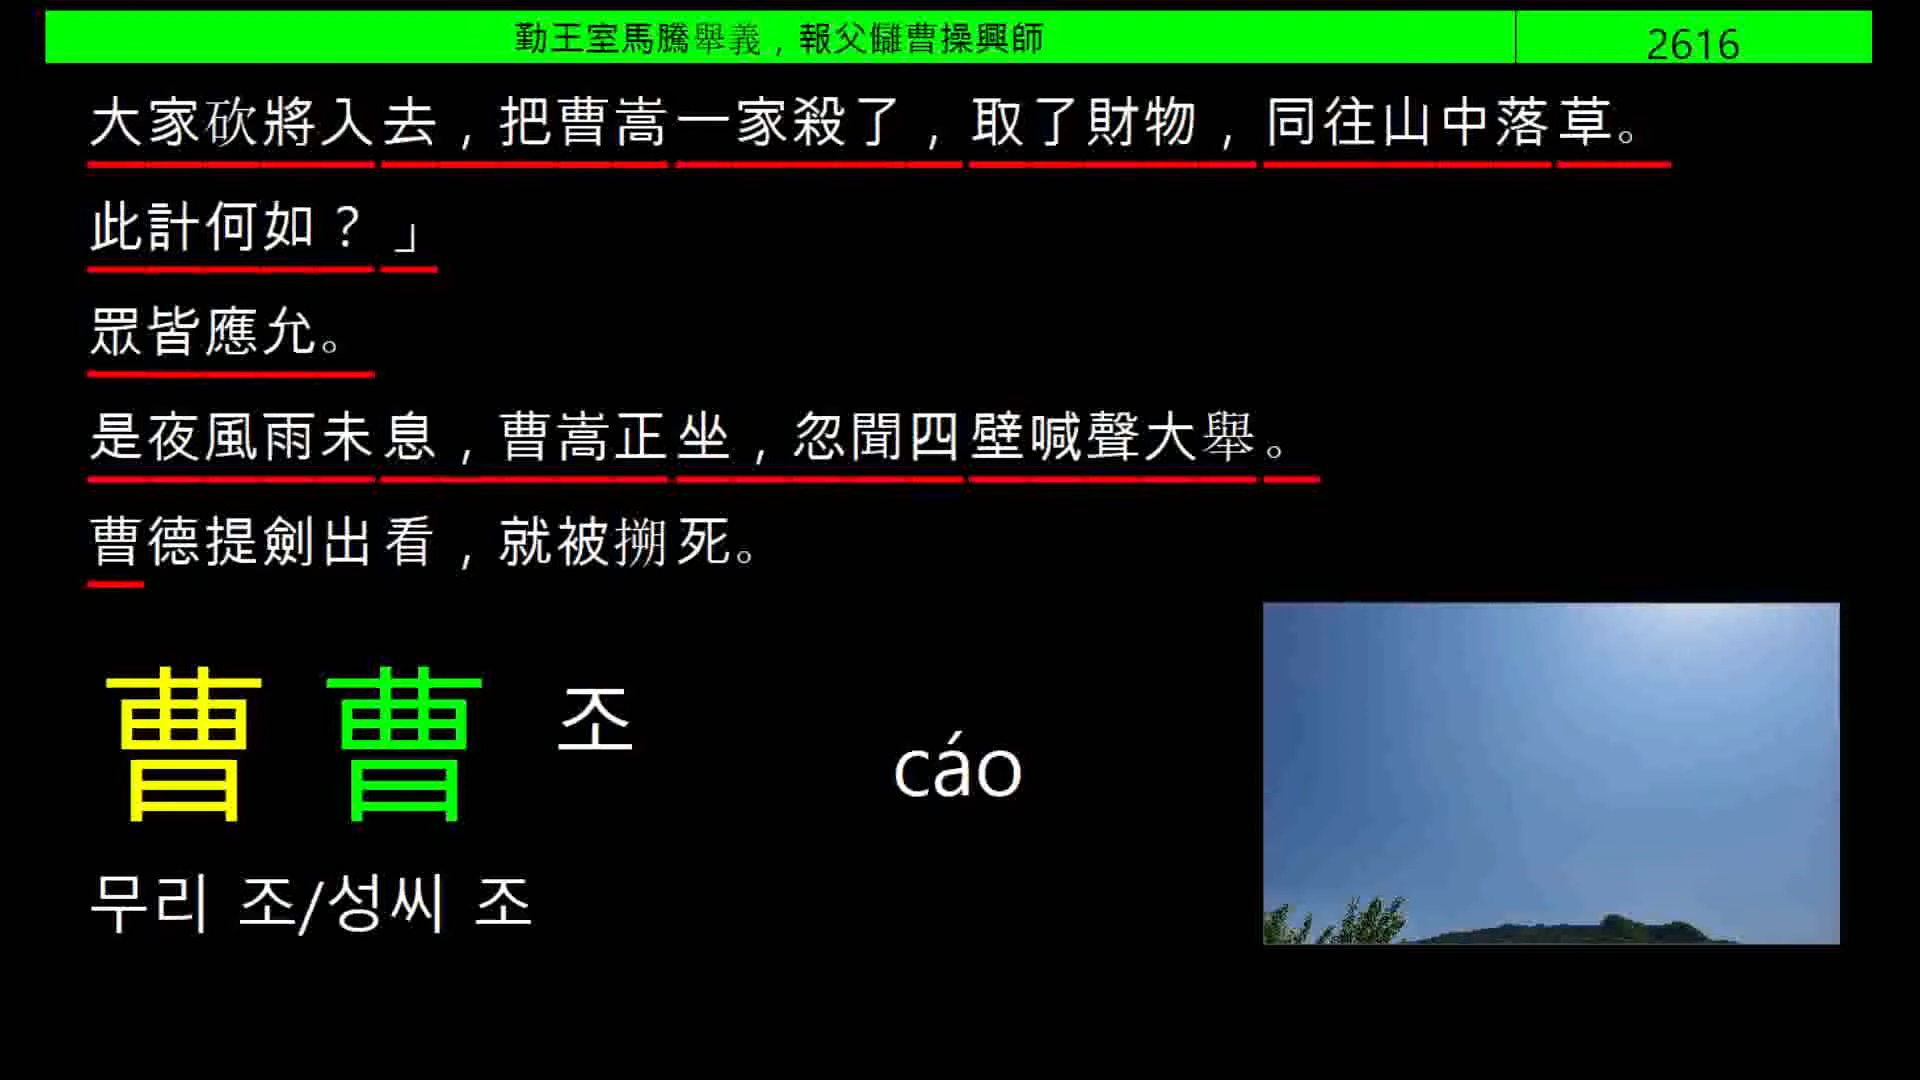 勤王室馬騰舉義，報父讎曹操興師
2616
大家砍將入去，把曹嵩一家殺了，取了財物，同往山中落草。
此計何如？」
眾皆應允。
是夜風雨未息，曹嵩正坐，忽聞四壁喊聲大舉。
曹德提劍出看，就被搠死。
曹 曹 조 cáo
무리 조/성씨 조